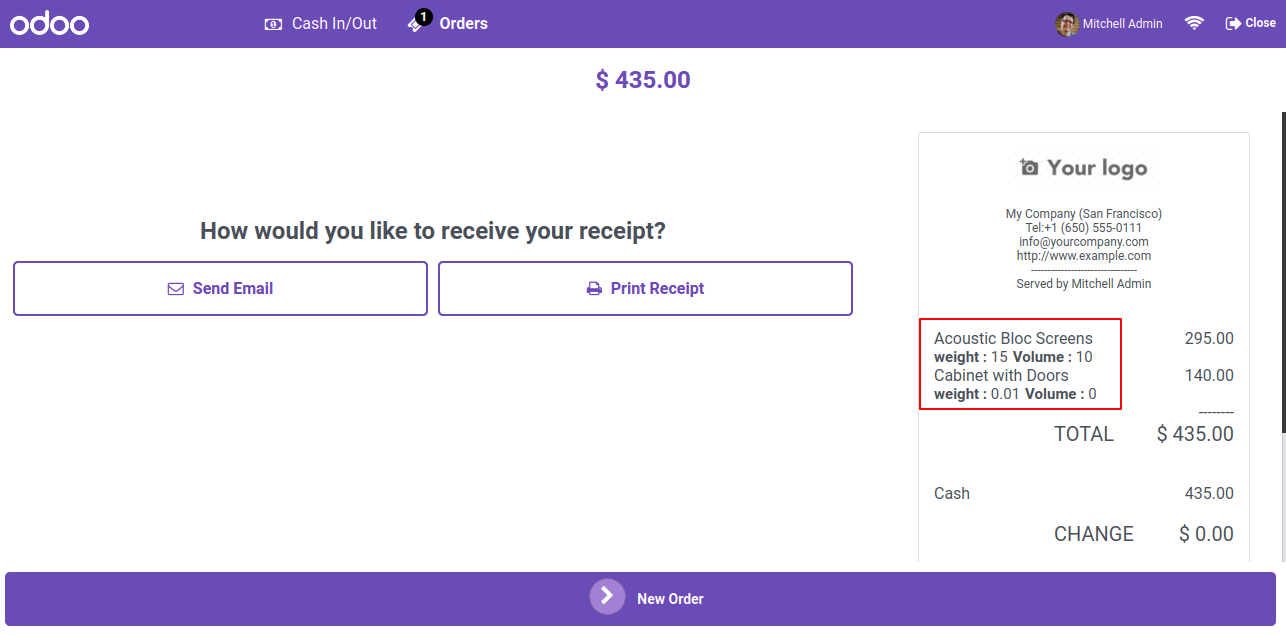 odoo
Cash In/Out
1
Orders
Mitchell Admin
Close
$ 435.00
How would you like to receive your receipt?
Send Email
Print Receipt
Your logo
My Company (San Francisco)
Tel:+1 (650) 555-0111
info@yourcompany.com
http://www.example.com
--------------------------------
Served by Mitchell Admin
Acoustic Bloc Screens 295.00
weight : 15 Volume : 10
Cabinet with Doors 140.00
weight : 0.01 Volume : 0
--------
TOTAL $ 435.00
Cash 435.00
CHANGE $ 0.00
New Order